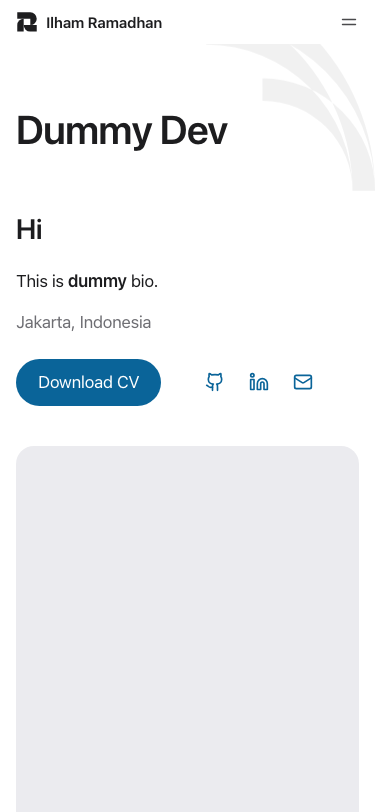 Ilham Ramadhan
Dummy Dev
Hi
This is dummy bio.
Jakarta, Indonesia
Download CV